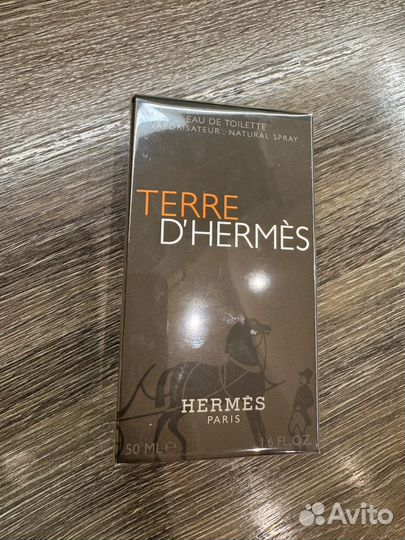 EAU DE TOILETTE
VAPORISATEUR . NATURAL SPRAY
TERRE
D'HERMÈS
HERMÈS
PARIS
50 ML ℮ 1.6 FL.OZ
Avito